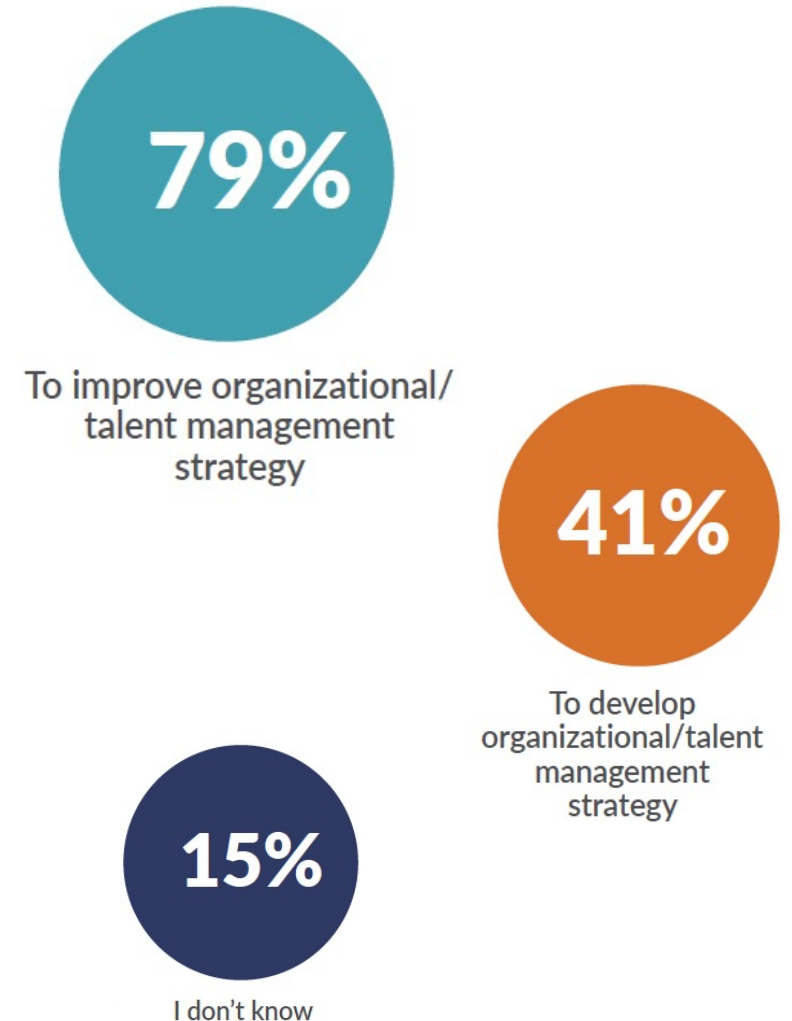 79%
To improve organizational/
talent management
strategy
41%
To develop
organizational/talent
management
strategy
15%
I don’t know